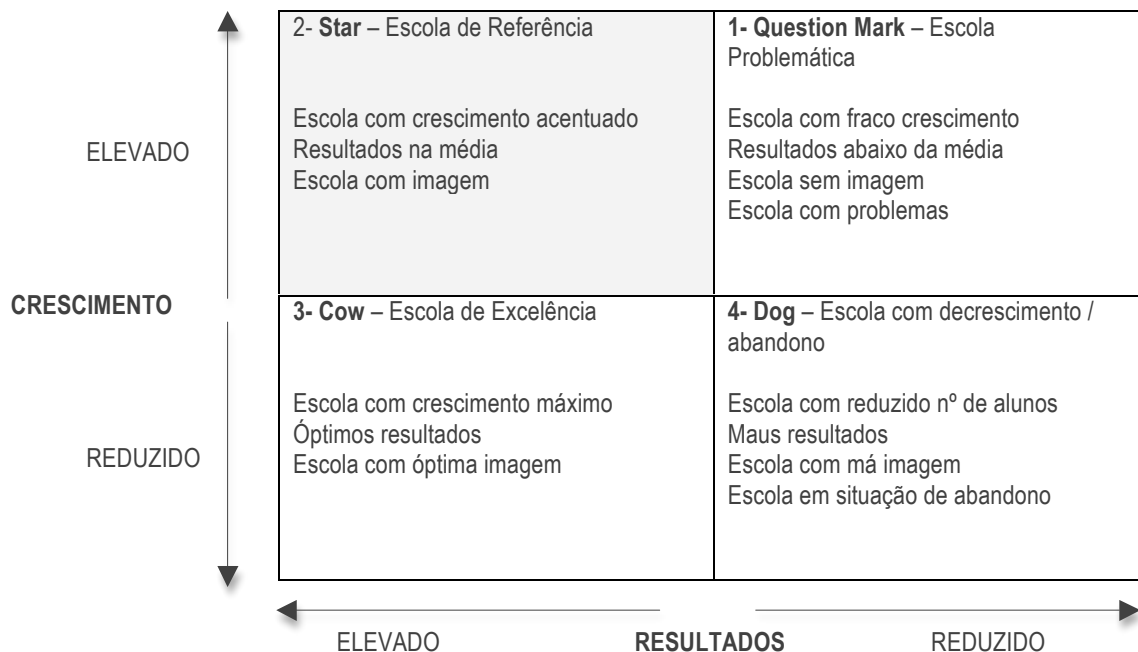 2- Star – Escola de Referência
Escola com crescimento acentuado
Resultados na média
Escola com imagem
1- Question Mark – Escola
Problemática
Escola com fraco crescimento
Resultados abaixo da média
Escola sem imagem
Escola com problemas
ELEVADO
CRESCIMENTO
REDUZIDO
3- Cow – Escola de Excelência
Escola com crescimento máximo
Óptimos resultados
Escola com óptima imagem
4- Dog – Escola com decrescimento /
abandono
Escola com reduzido nº de alunos
Maus resultados
Escola com má imagem
Escola em situação de abandono
ELEVADO
RESULTADOS
REDUZIDO